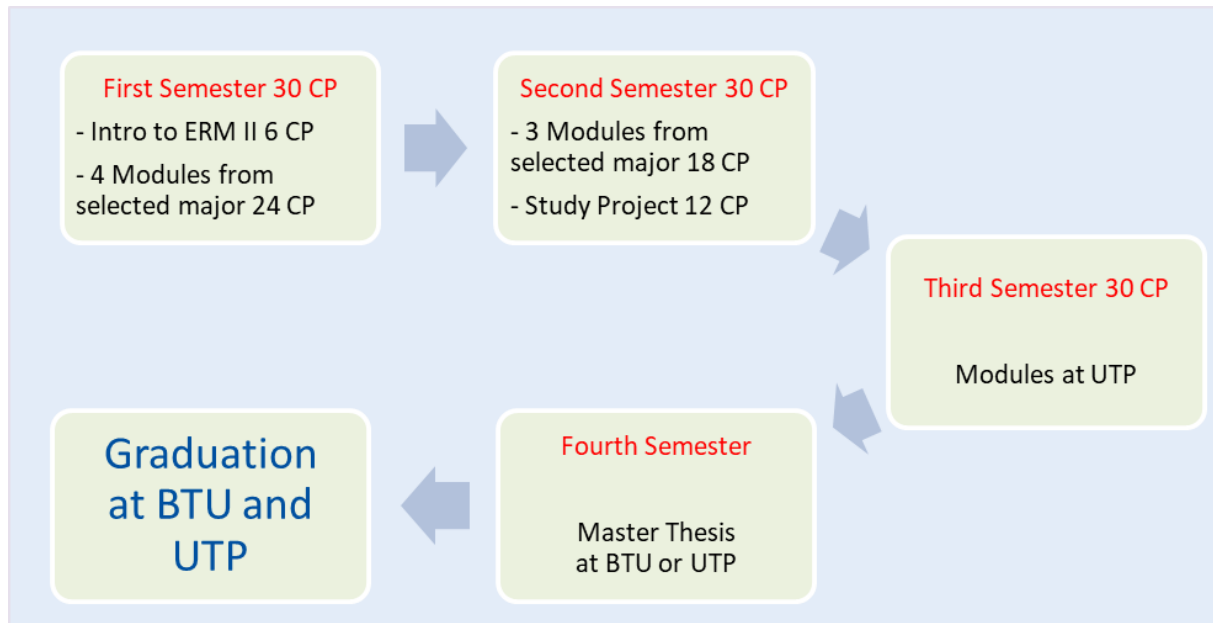 First Semester 30 CP
- Intro to ERM II 6 CP
- 4 Modules from
selected major 24 CP
Second Semester 30 CP
- 3 Modules from
selected major 18 CP
- Study Project 12 CP
Third Semester 30 CP
Modules at UTP
Fourth Semester
Master Thesis
at BTU or UTP
Graduation
at BTU and
UTP